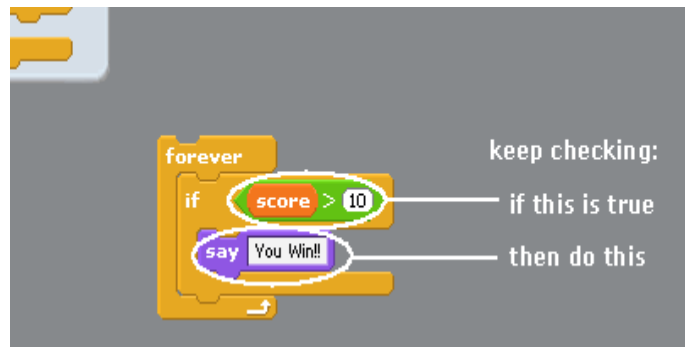 forever
keep checking:
if score > 10
if this is true
say You Win!!
then do this